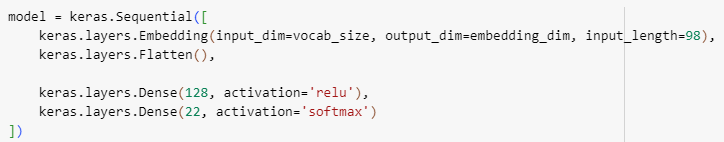 model = keras.Sequential([
    keras.layers.Embedding(input_dim=vocab_size, output_dim=embedding_dim, input_length=98),
    keras.layers.Flatten(),
    keras.layers.Dense(128, activation='relu'),
    keras.layers.Dense(22, activation='softmax')
])